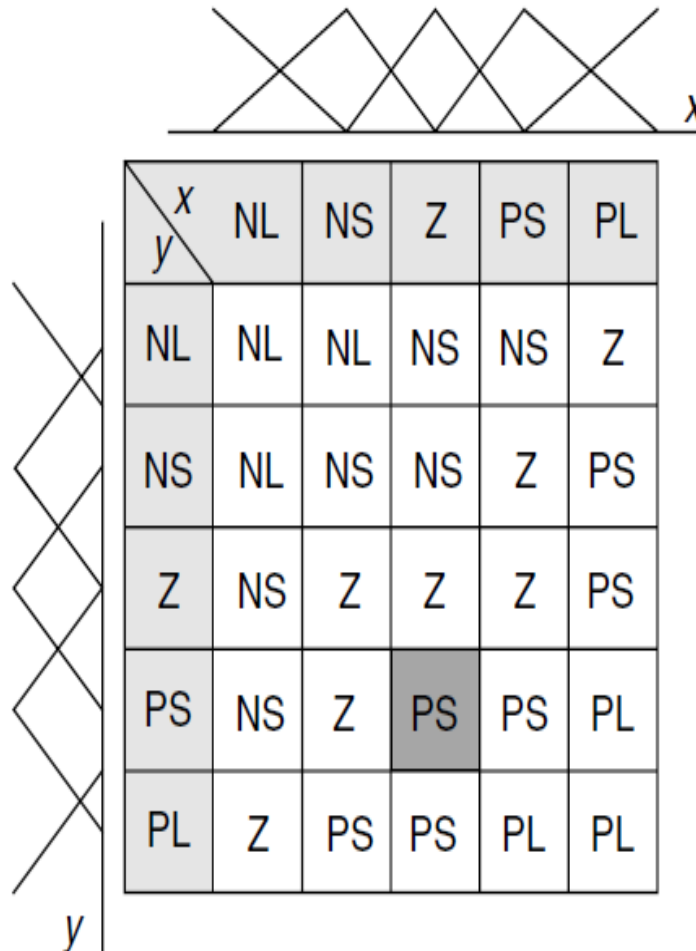 x
x NL NS Z PS PL
y
NL NL NL NS NS Z
NS NL NS NS Z PS
Z NS Z Z Z PS
PS NS Z PS PS PL
PL Z PS PS PL PL
y